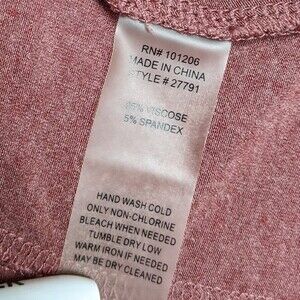 RN# 101206
MADE IN CHINA
STYLE # 27791
95% VISCOSE
5% SPANDEX
HAND WASH COLD
ONLY NON-CHLORINE
BLEACH WHEN NEEDED
TUMBLE DRY LOW
WARM IRON IF NEEDED
MAY BE DRY CLEANED